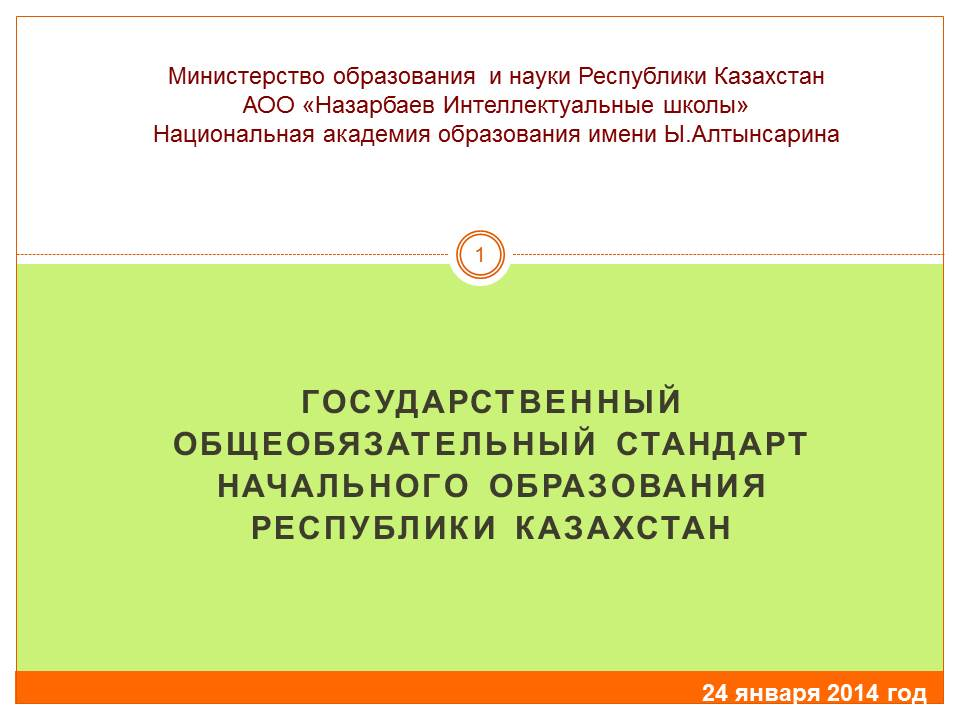 Министерство образования и науки Республики Казахстан
АОО «Назарбаев Интеллектуальные школы»
Национальная академия образования имени Ы.Алтынсарина
1
ГОСУДАРСТВЕННЫЙ
ОБЩЕОБЯЗАТЕЛЬНЫЙ СТАНДАРТ
НАЧАЛЬНОГО ОБРАЗОВАНИЯ
РЕСПУБЛИКИ КАЗАХСТАН
24 января 2014 год